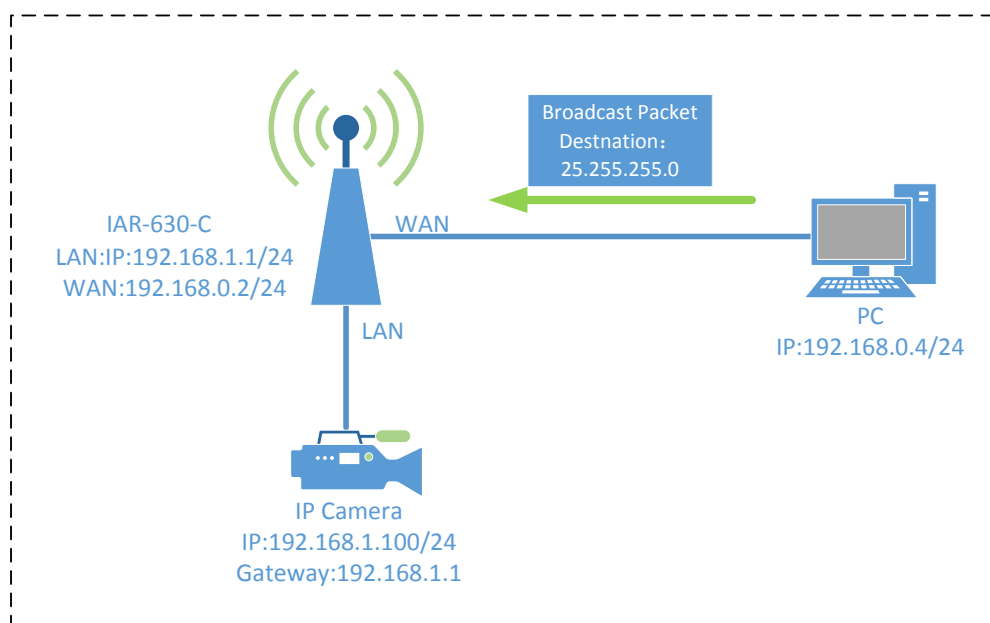 Broadcast Packet
Destnation：
25.255.255.0
IAR-630-C
LAN:IP:192.168.1.1/24
WAN:192.168.0.2/24
WAN
LAN
PC
IP:192.168.0.4/24
IP Camera
IP:192.168.1.100/24
Gateway:192.168.1.1